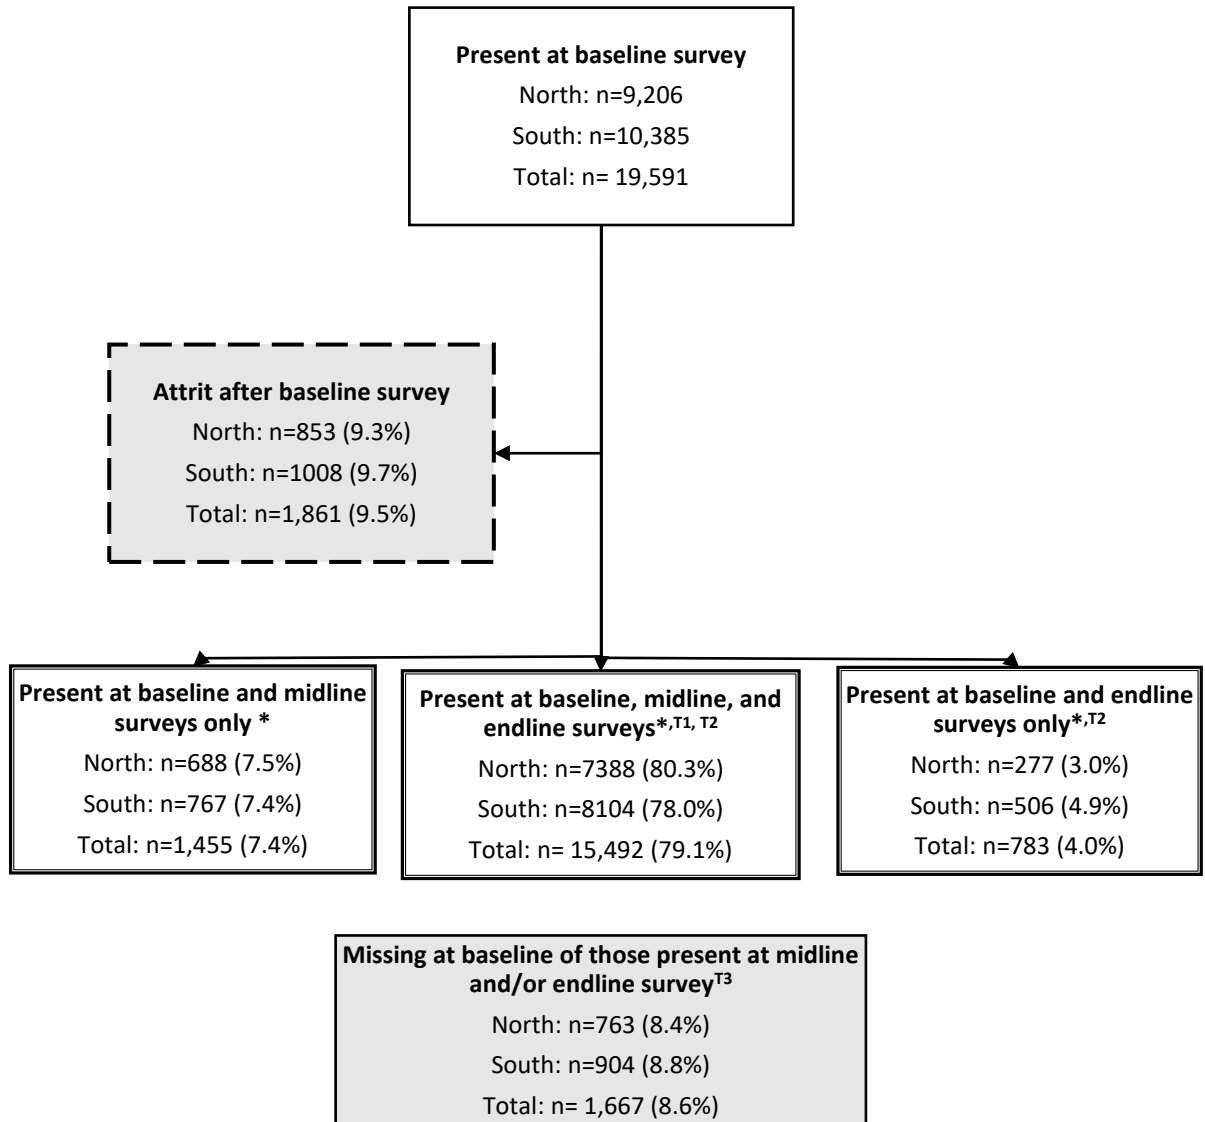 Present at baseline survey
North: n=9,206
South: n=10,385
Total: n= 19,591
Attrit after baseline survey
North: n=853 (9.3%)
South: n=1008 (9.7%)
Total: n=1,861 (9.5%)
Present at baseline and midline
surveys only *
North: n=688 (7.5%)
South: n=767 (7.4%)
Total: n=1,455 (7.4%)
Present at baseline, midline, and
endline surveys*,T1, T2
North: n=7388 (80.3%)
South: n=8104 (78.0%)
Total: n= 15,492 (79.1%)
Present at baseline and endline
surveys only*,T2
North: n=277 (3.0%)
South: n=506 (4.9%)
Total: n=783 (4.0%)
Missing at baseline of those present at midline
and/or endline surveyT3
North: n=763 (8.4%)
South: n=904 (8.8%)
Total: n= 1,667 (8.6%)